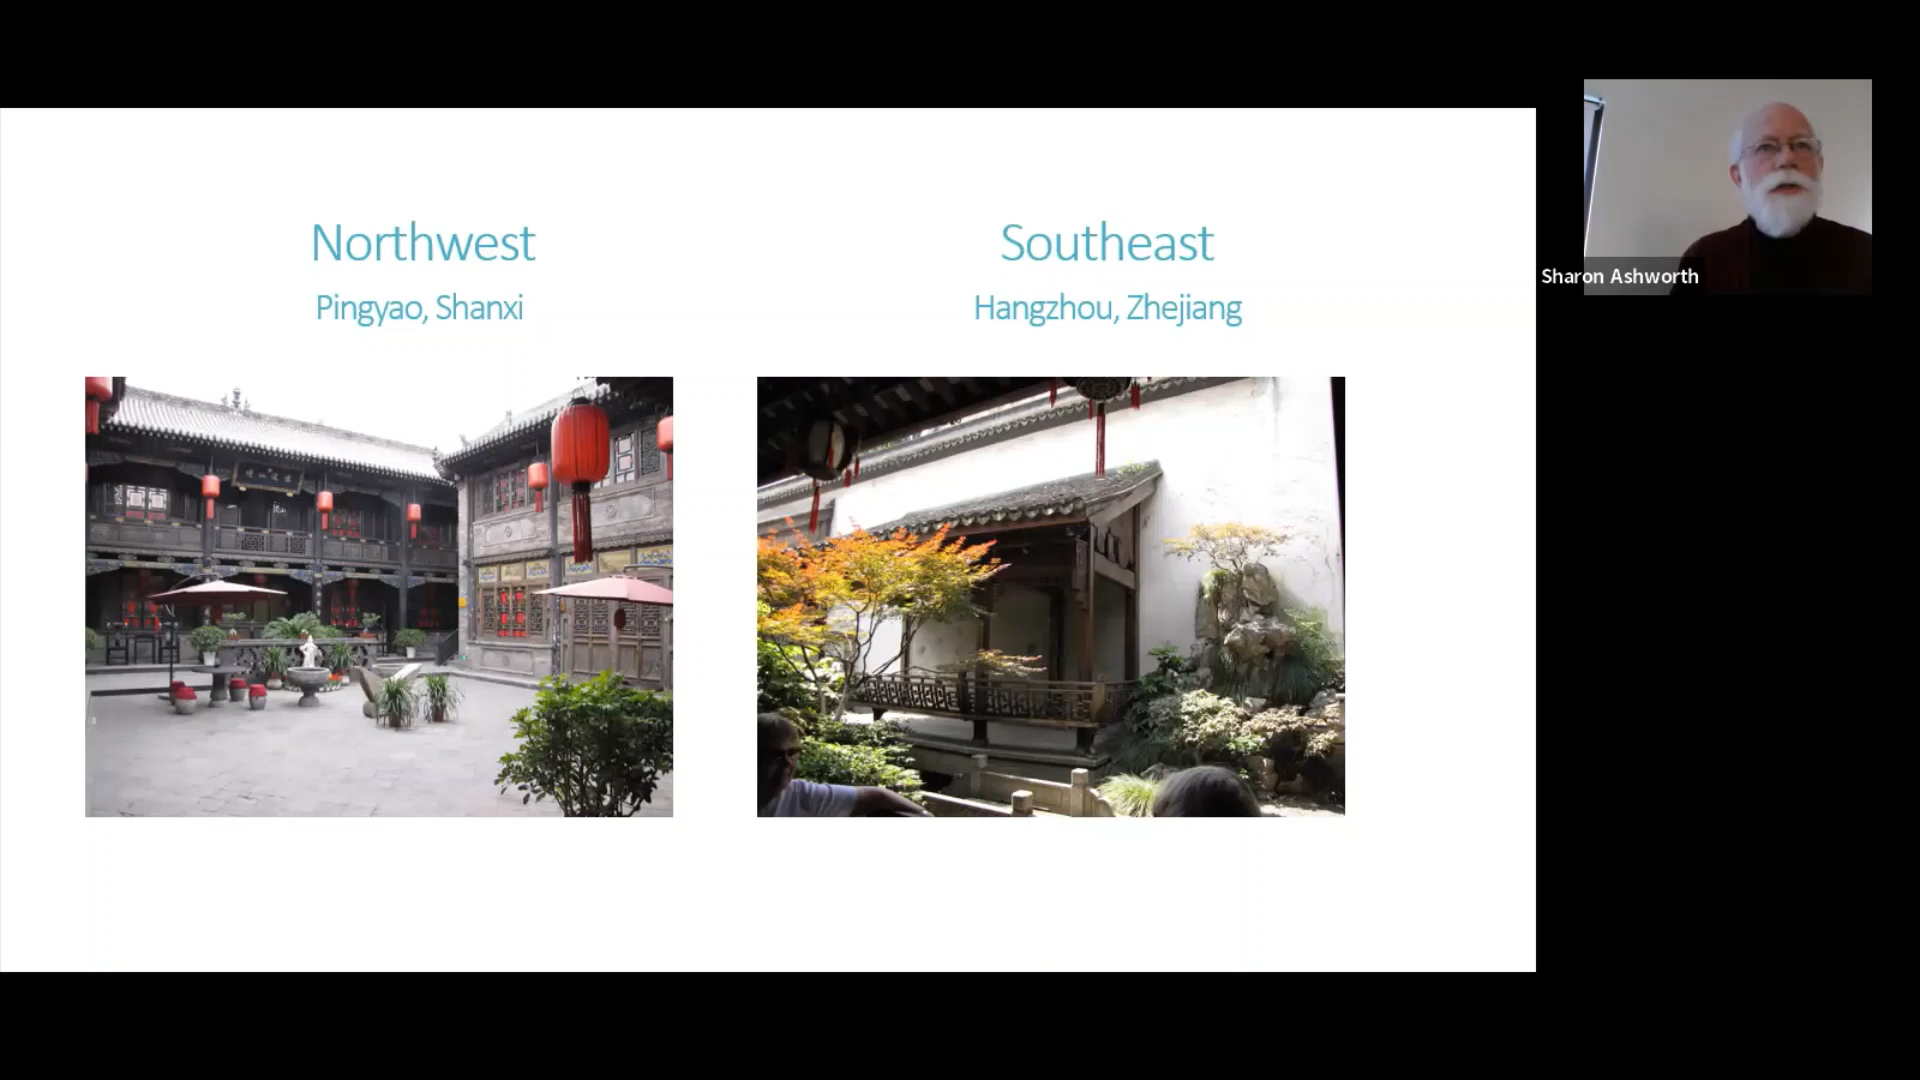 Northwest
Pingyao, Shanxi
Southeast
Hangzhou, Zhejiang
Sharon Ashworth